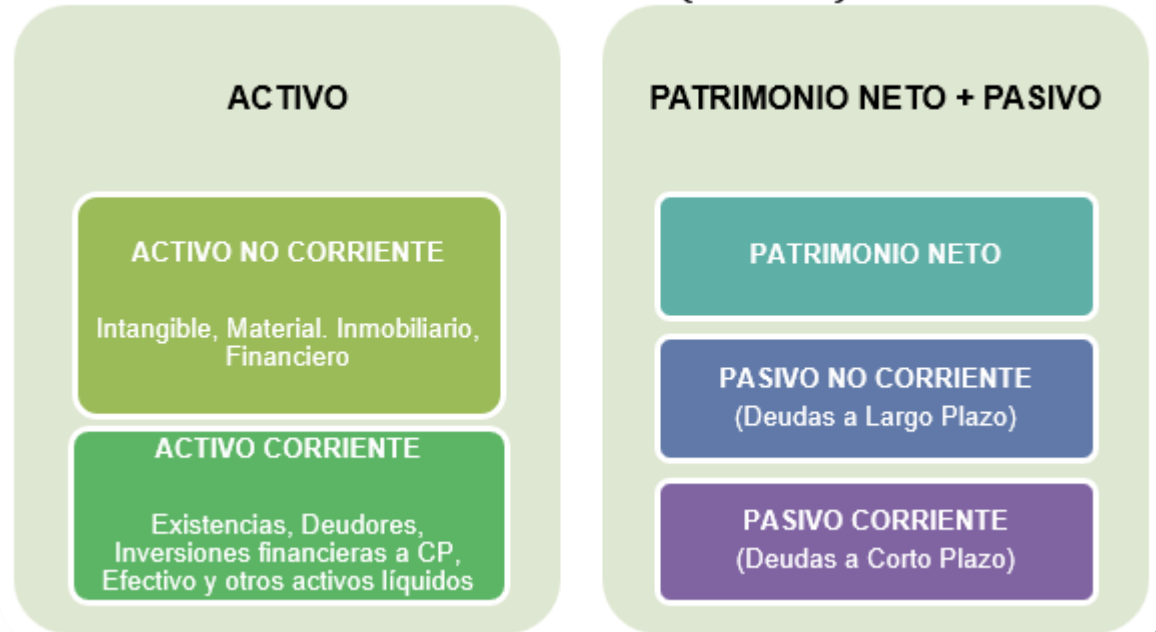 ACTIVO
ACTIVO NO CORRIENTE
Intangible, Material. Inmobiliario,
Financiero
ACTIVO CORRIENTE
Existencias, Deudores,
Inversiones financieras a CP,
Efectivo y otros activos líquidos
PATRIMONIO NETO + PASIVO
PATRIMONIO NETO
PASIVO NO CORRIENTE
(Deudas a Largo Plazo)
PASIVO CORRIENTE
(Deudas a Corto Plazo)